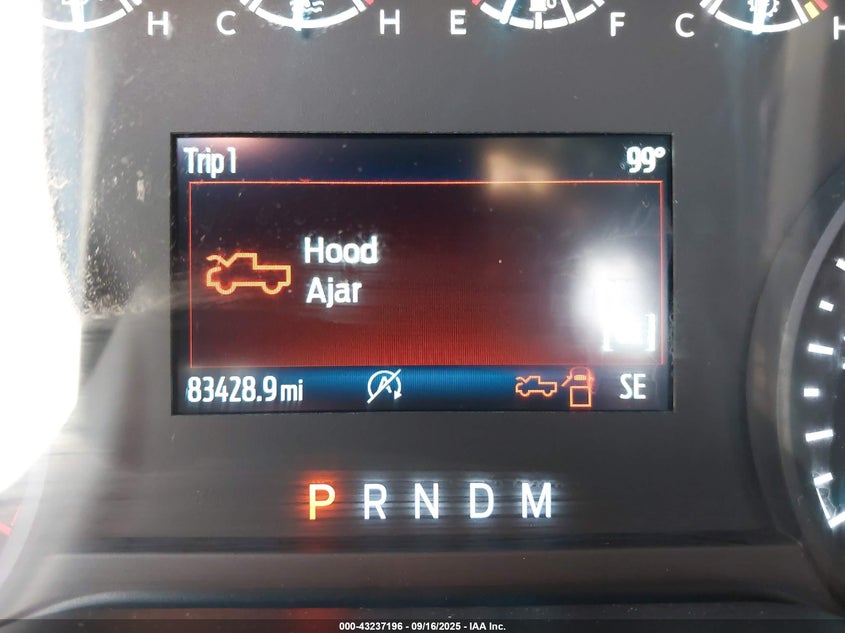 H C H E F C H
Trip 1 99°
Hood
Ajar
83428.9 mi SE
P R N D M
000-43237196 - 09/16/2025 - IAA Inc.